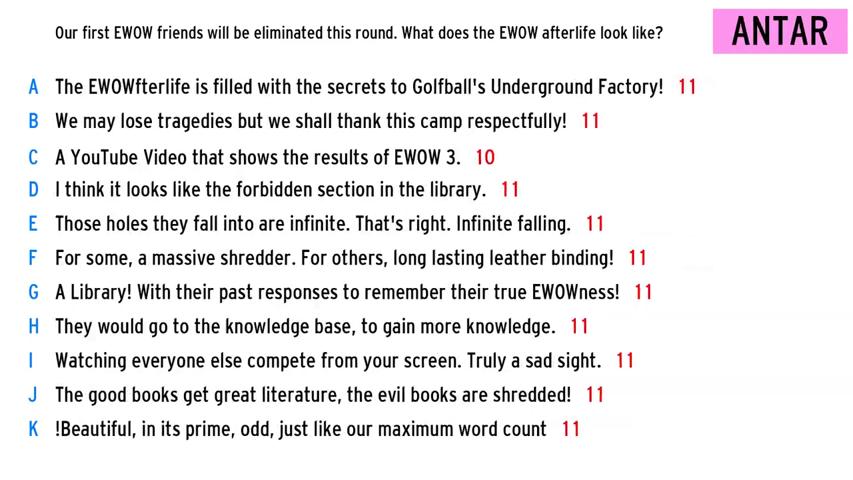 Our first EWOW friends will be eliminated this round. What does the EWOW afterlife look like?
ANTAR
A The EWOWfterlife is filled with the secrets to Golfball's Underground Factory! 11
B We may lose tragedies but we shall thank this camp respectfully! 11
C A YouTube Video that shows the results of EWOW 3. 10
D I think it looks like the forbidden section in the library. 11
E Those holes they fall into are infinite. That's right. Infinite falling. 11
F For some, a massive shredder. For others, long lasting leather binding! 11
G A Library! With their past responses to remember their true EWOWness! 11
H They would go to the knowledge base, to gain more knowledge. 11
I Watching everyone else compete from your screen. Truly a sad sight. 11
J The good books get great literature, the evil books are shredded! 11
K !Beautiful, in its prime, odd, just like our maximum word count 11